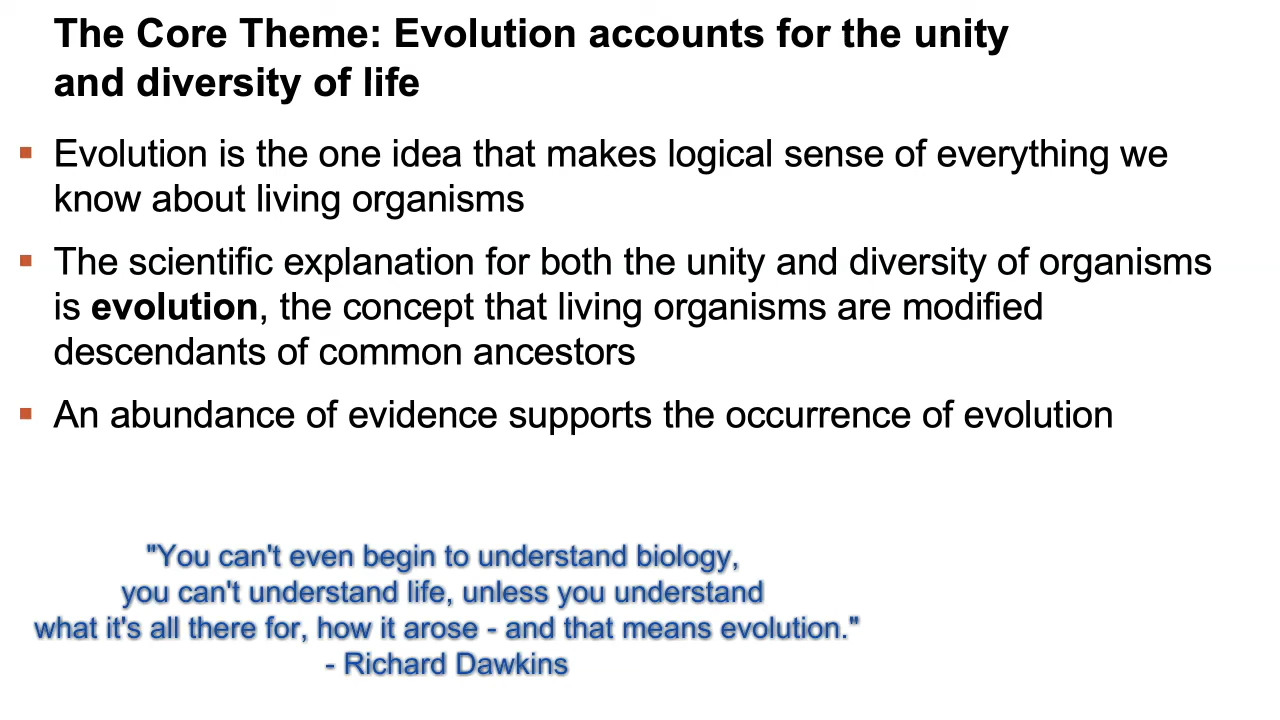 The Core Theme: Evolution accounts for the unity
and diversity of life
▪ Evolution is the one idea that makes logical sense of everything we
know about living organisms
▪ The scientific explanation for both the unity and diversity of organisms
is evolution, the concept that living organisms are modified
descendants of common ancestors
▪ An abundance of evidence supports the occurrence of evolution
"You can't even begin to understand biology,
you can't understand life, unless you understand
what it's all there for, how it arose - and that means evolution."
- Richard Dawkins